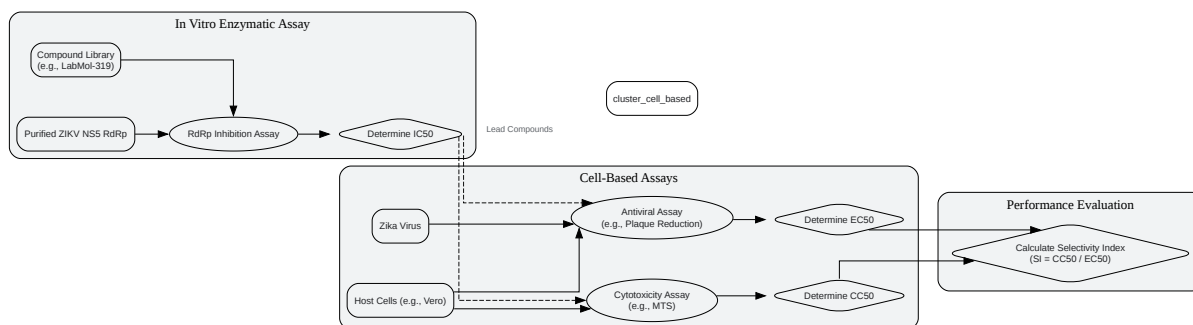 In Vitro Enzymatic Assay
Compound Library
(e.g., LabMol-319)
Purified ZIKV NS5 RdRp
RdRp Inhibition Assay
Determine IC50
Lead Compounds
cluster_cell_based
Cell-Based Assays
Zika Virus
Antiviral Assay
(e.g., Plaque Reduction)
Determine EC50
Host Cells (e.g., Vero)
Cytotoxicity Assay
(e.g., MTS)
Determine CC50
Performance Evaluation
Calculate Selectivity Index
(SI = CC50 / EC50)